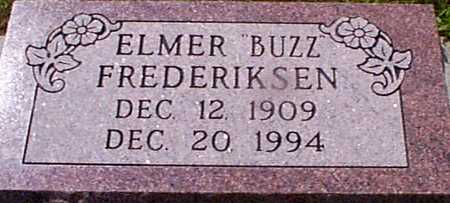 ELMER "BUZZ"
FREDERIKSEN
DEC. 12, 1909
DEC. 20, 1994